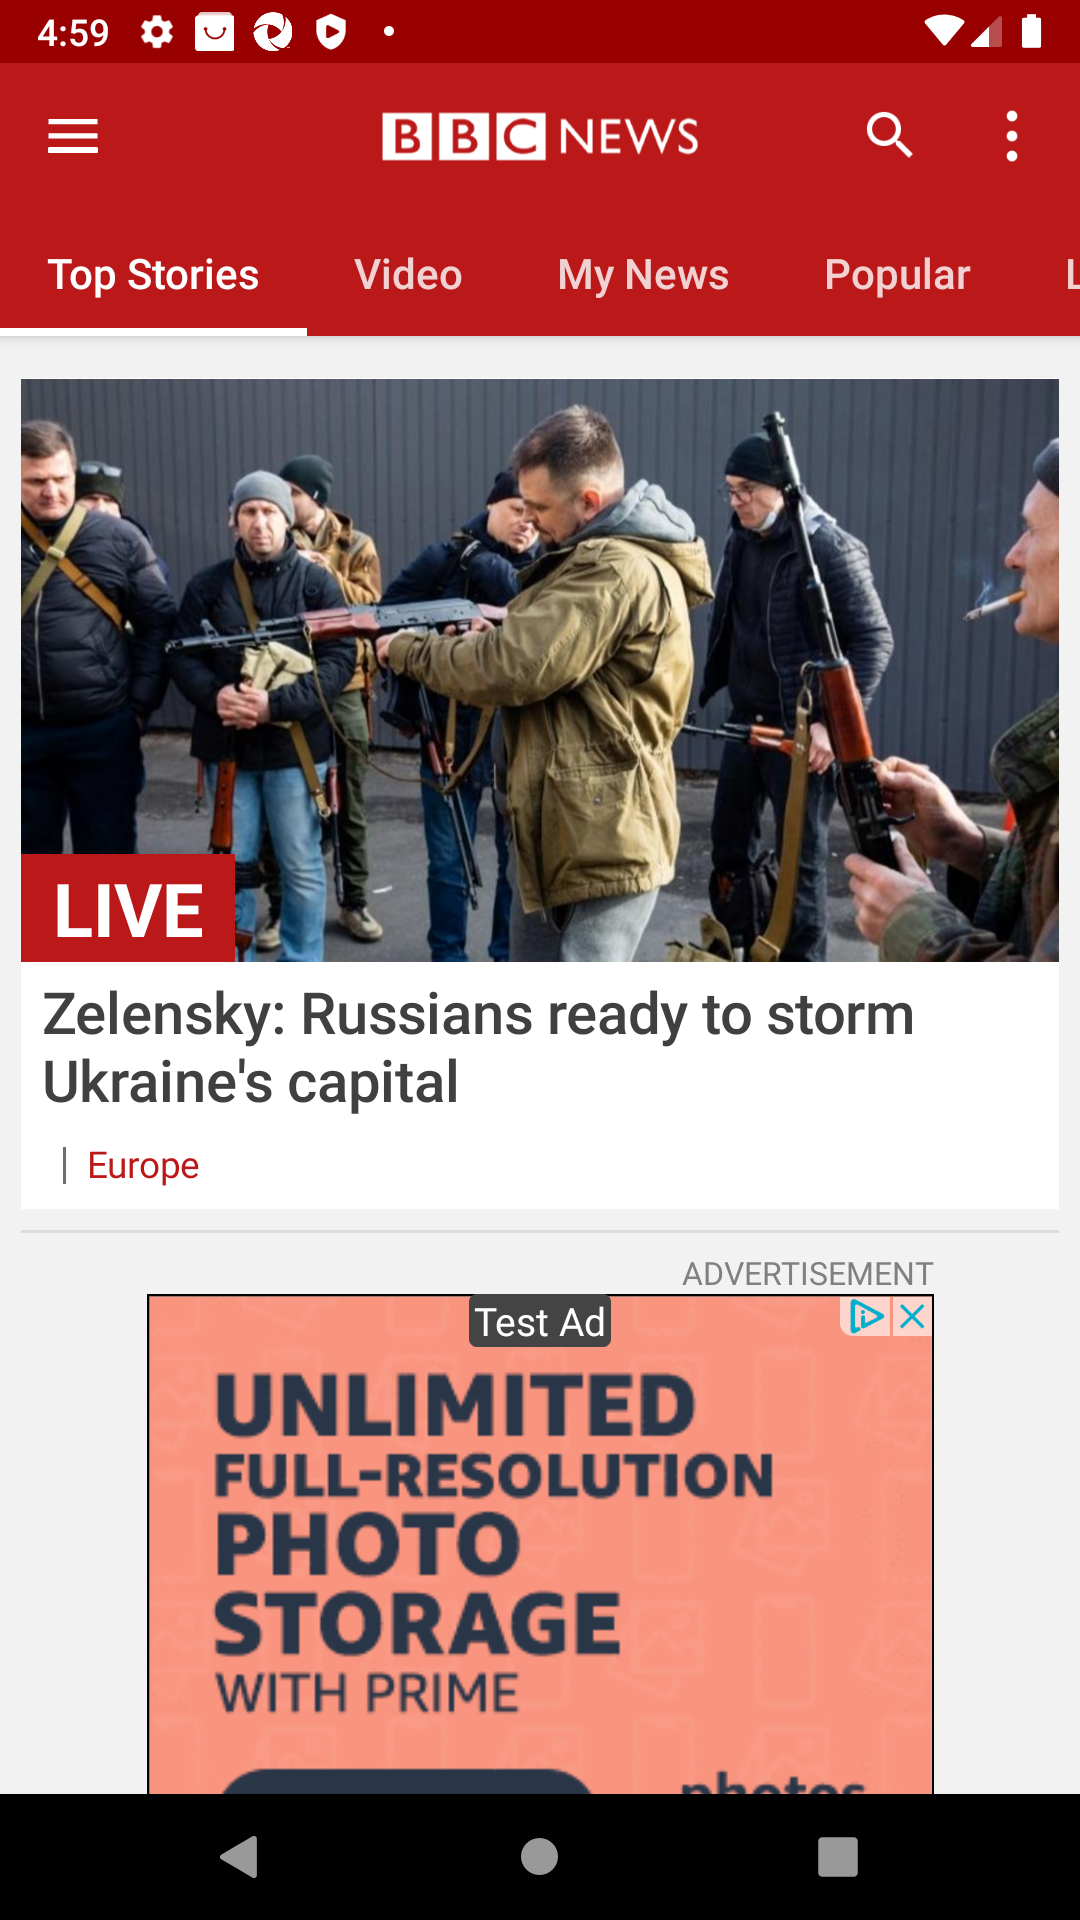 4:59
BBC NEWS
Top Stories Video My News Popular
LIVE
Zelensky: Russians ready to storm
Ukraine's capital
Europe
ADVERTISEMENT
Test Ad
UNLIMITED
FULL-RESOLUTION
PHOTO
STORAGE
WITH PRIME
photos